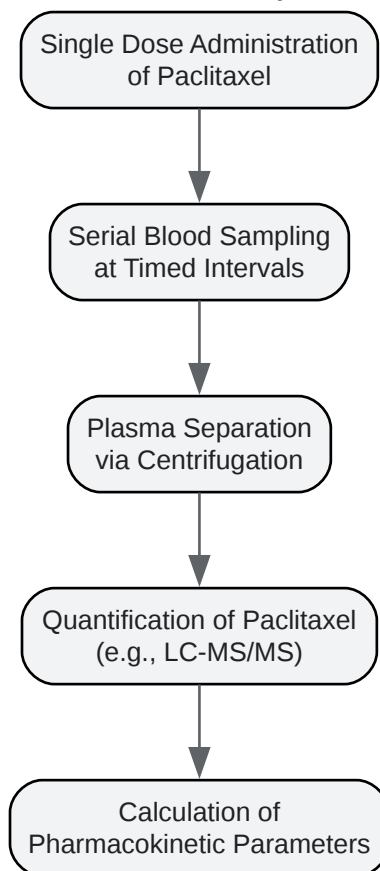 Single Dose Administration
of Paclitaxel
Serial Blood Sampling
at Timed Intervals
Plasma Separation
via Centrifugation
Quantification of Paclitaxel
(e.g., LC-MS/MS)
Calculation of
Pharmacokinetic Parameters